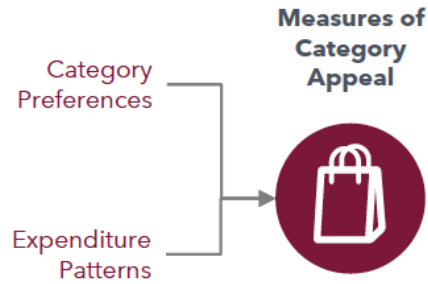 Measures of
Category
Appeal
Category
Preferences
Expenditure
Patterns